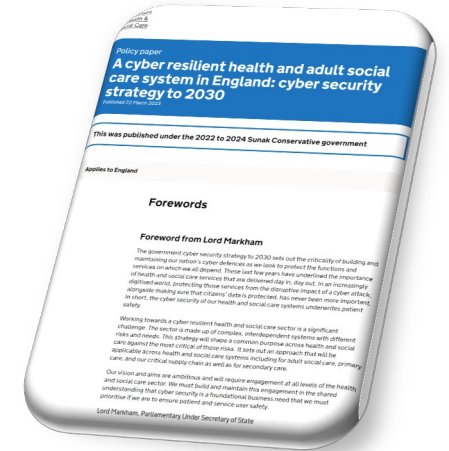 Health &
Social Care
Policy paper
A cyber resilient health and adult social
care system in England: cyber security
strategy to 2030
Published 22 March 2023
This was published under the 2022 to 2024 Sunak Conservative government
Applies to England
Forewords
Foreword from Lord Markham
The government cyber security strategy to 2030 sets out the criticality of building and
maintaining our nation's cyber defences as we look to protect the functions and
services on which we all depend. These last few years have underlined the importance
of health and social care services that are delivered day in, day out. In an increasingly
digitised world, protecting those services from the disruptive impact of a cyber attack,
alongside making sure that citizens' data is protected, has never been more important.
In short, the cyber security of our health and social care systems underwrites patient
safety.
Working towards a cyber resilient health and social care sector is a significant
challenge. The sector is made up of complex, interdependent systems with different
risks and needs. This strategy will shape a common purpose across health and social
care against the most critical of those risks. It sets out an approach that will be
applicable across health and social care systems including for adult social care, primary
care, and our critical supply chain as well as for secondary care.
Our vision and aims are ambitious and will require engagement at all levels of the health
and social care sector. We must build and maintain this engagement in the shared
understanding that cyber security is a foundational business need that we must
prioritise if we are to ensure patient and service user safety.
Lord Markham, Parliamentary Under Secretary of State